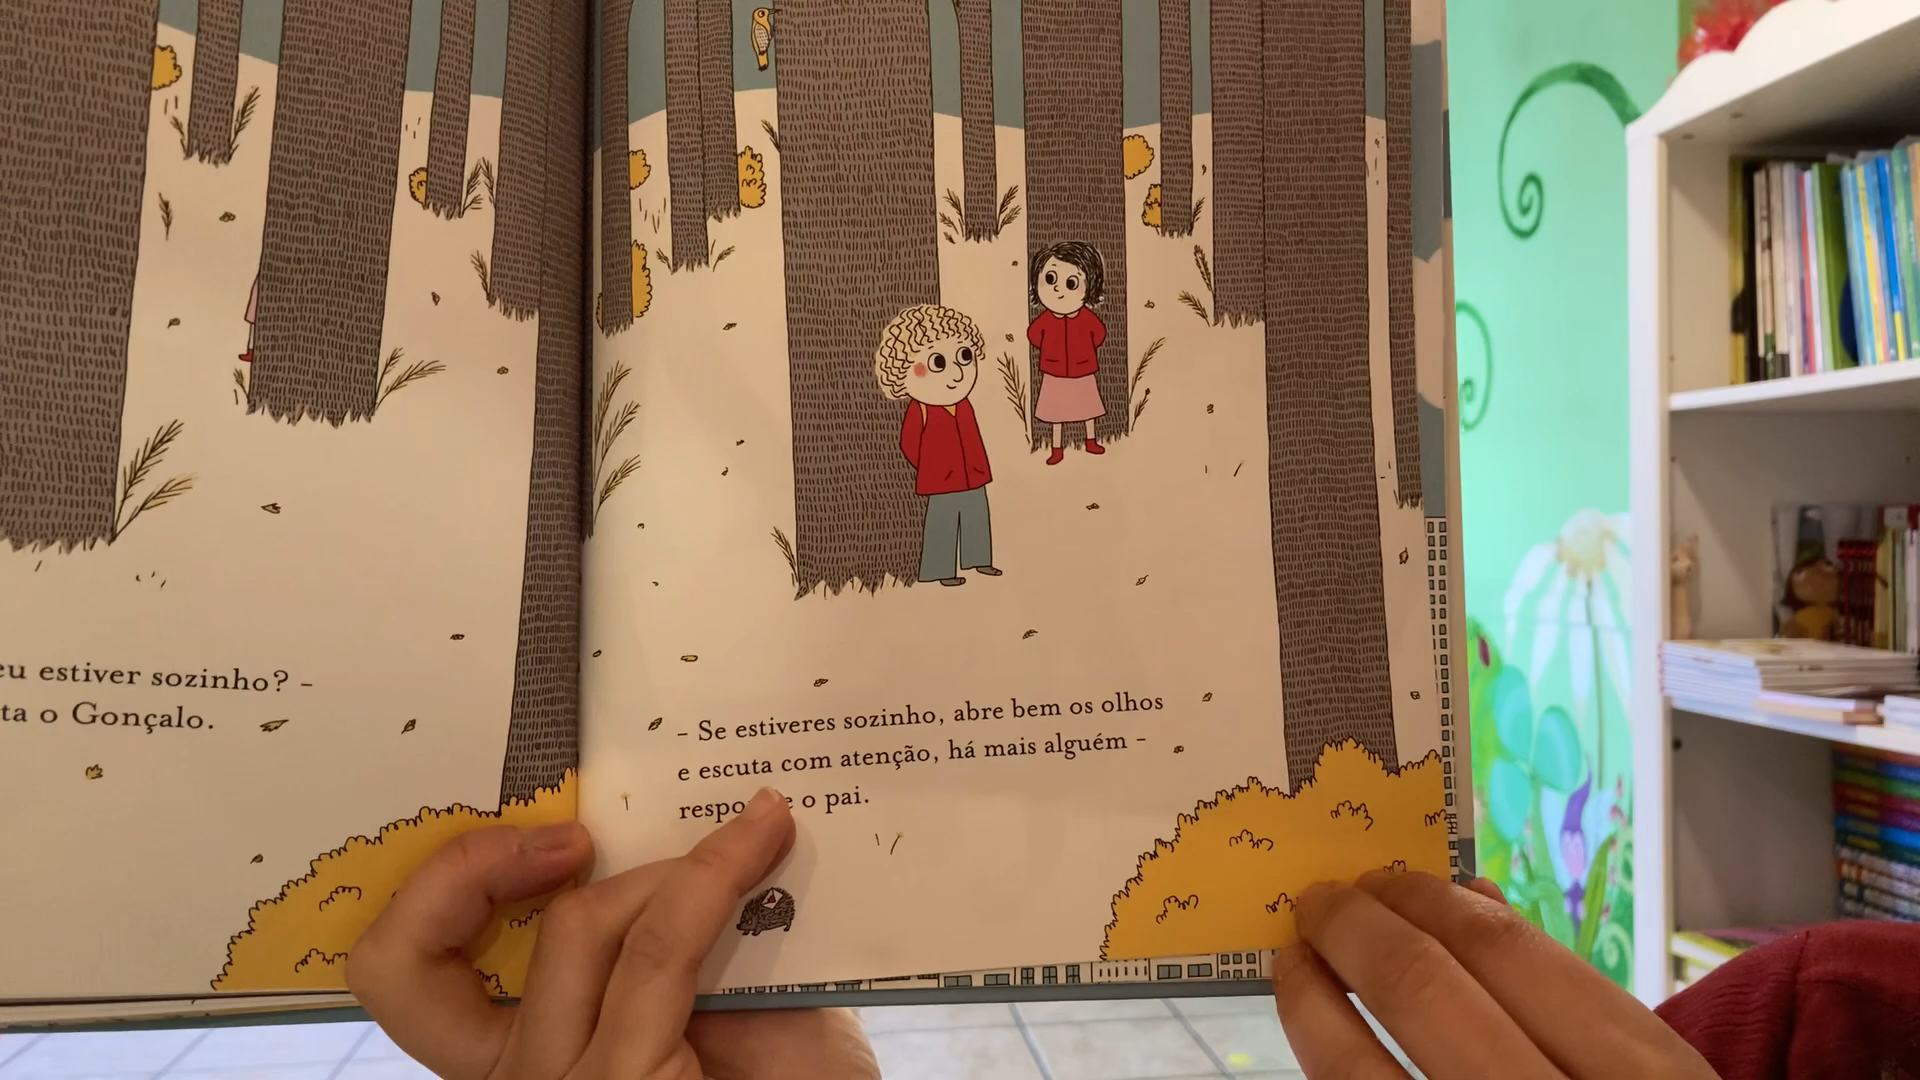 eu estiver sozinho? –
ta o Gonçalo.
– Se estiveres sozinho, abre bem os olhos
e escuta com atenção, há mais alguém –
o pai.